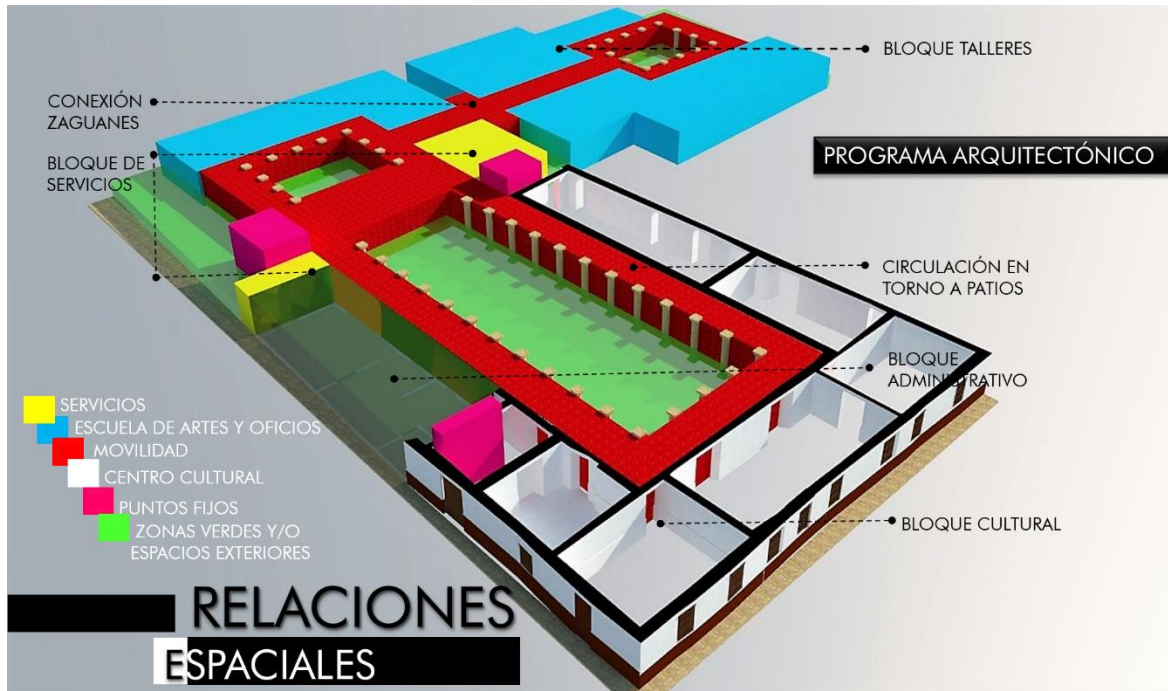 BLOQUE TALLERES
CONEXIÓN
ZAGUANES
BLOQUE DE
SERVICIOS
PROGRAMA ARQUITECTÓNICO
CIRCULACIÓN EN
TORNO A PATIOS
BLOQUE
ADMINISTRATIVO
SERVICIOS
ESCUELA DE ARTES Y OFICIOS
MOVILIDAD
CENTRO CULTURAL
PUNTOS FIJOS
ZONAS VERDES Y/O
ESPACIOS EXTERIORES
BLOQUE CULTURAL
RELACIONES
ESPACIALES